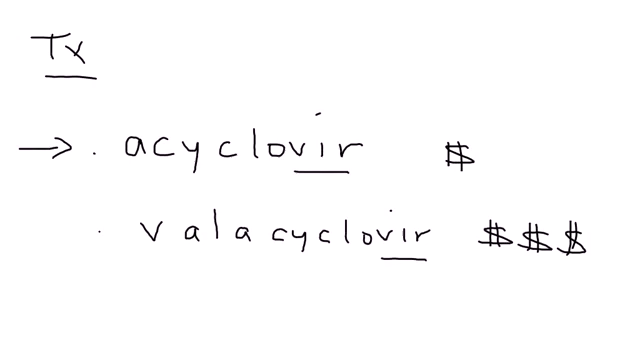 Tx
→ · acyclovir $
· valacyclovir $$$